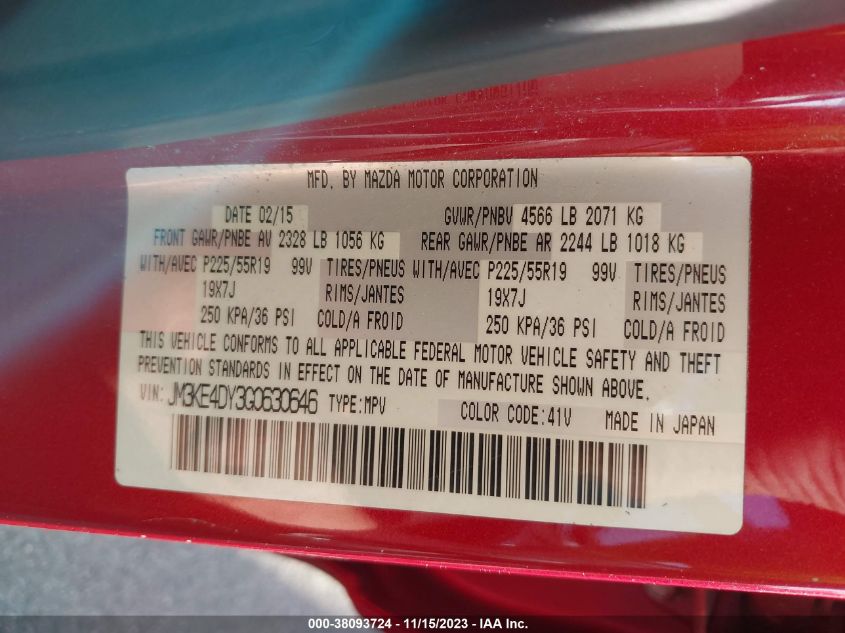 MFD. BY MAZDA MOTOR CORPORATION
DATE 02/15 GVWR/PNBV 4566 LB 2071 KG
FRONT GAWR/PNBE AV 2328 LB 1056 KG REAR GAWR/PNBE AR 2244 LB 1018 KG
WITH/AVEC P225/55R19 99V TIRES/PNEUS WITH/AVEC P225/55R19 99V TIRES/PNEUS
19X7J RIMS/JANTES 19X7J RIMS/JANTES
250 KPA/36 PSI COLD/A FROID 250 KPA/36 PSI COLD/A FROID
THIS VEHICLE CONFORMS TO ALL APPLICABLE FEDERAL MOTOR VEHICLE SAFETY AND THEFT
PREVENTION STANDARDS IN EFFECT ON THE DATE OF MANUFACTURE SHOWN ABOVE.
VIN: JM3KE4DY3G0630646 TYPE:MPV COLOR CODE:41V MADE IN JAPAN
000-38093724 - 11/15/2023 - IAA Inc.